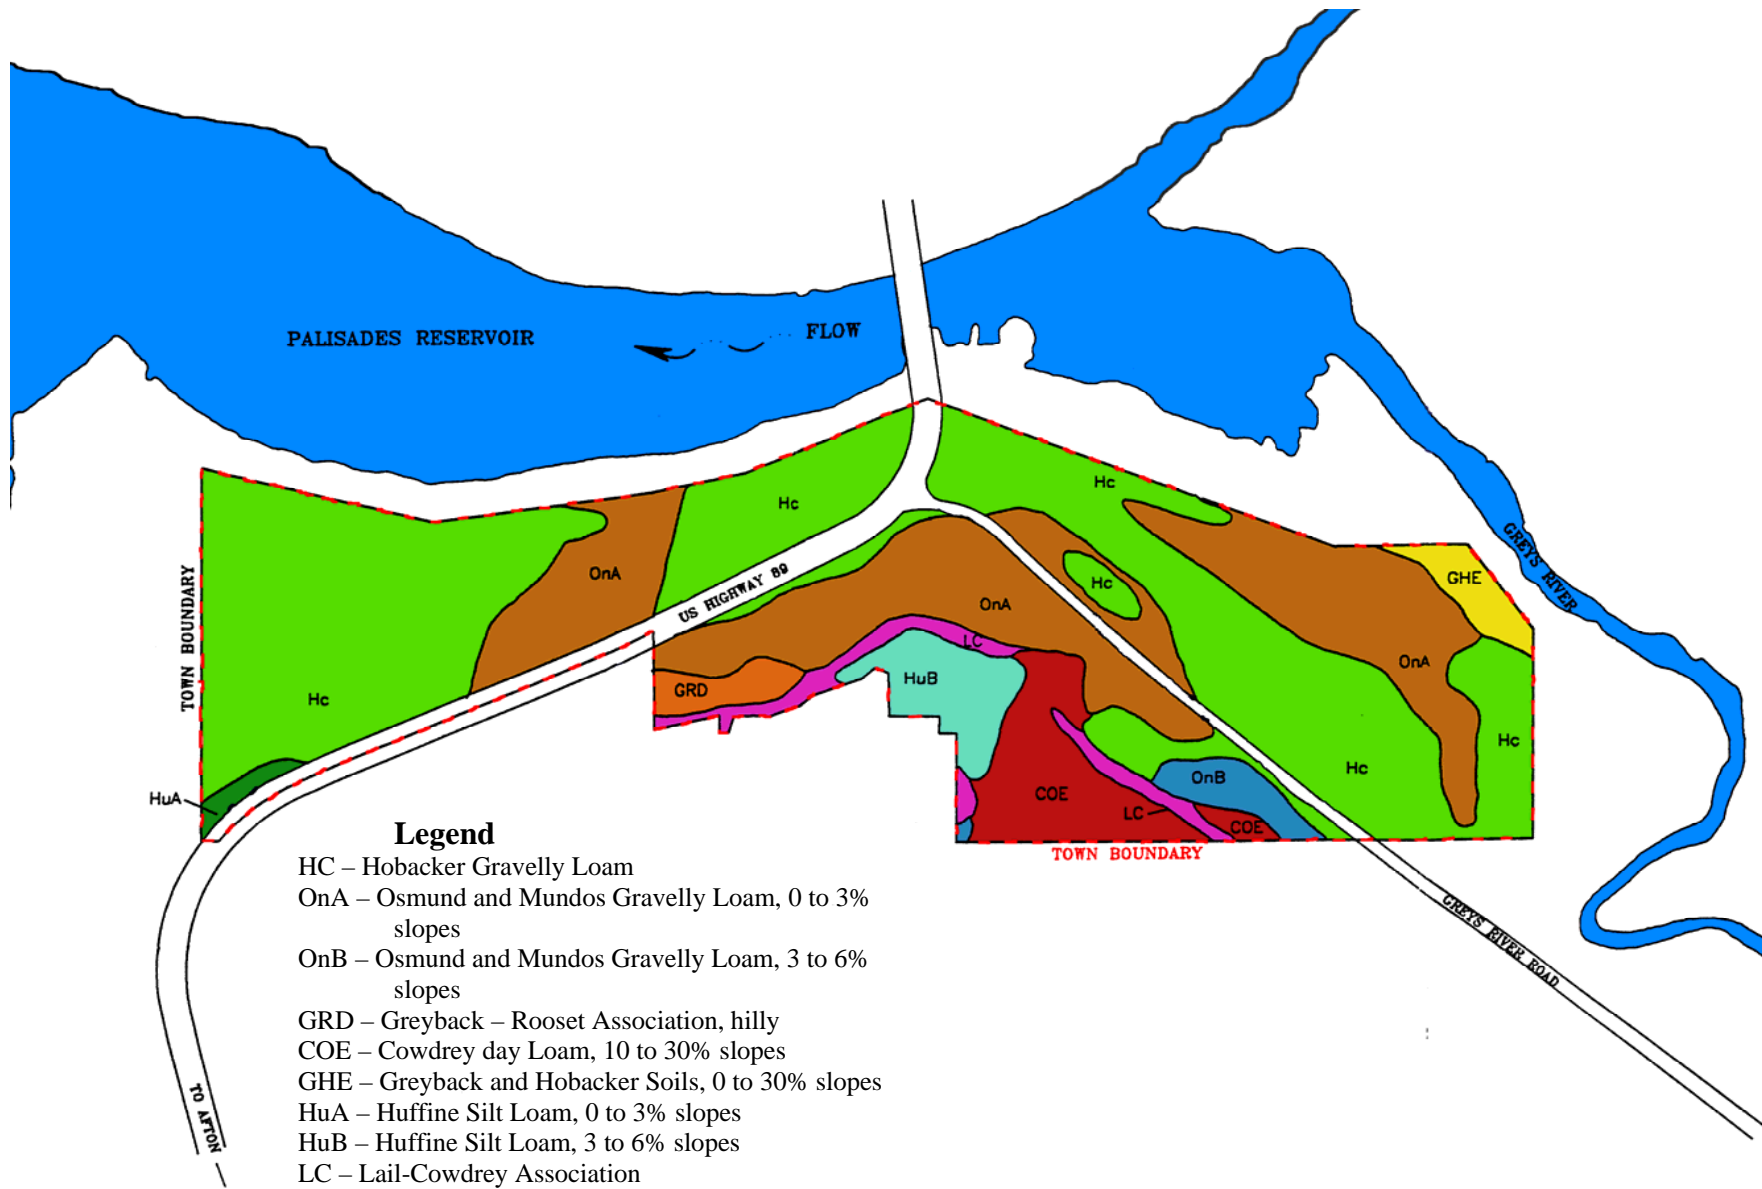 PALISADES RESERVOIR
FLOW
Hc
Hc
GREYS RIVER
OnA
US HIGHWAY 89
Hc
GHE
TOWN BOUNDARY
OnA
LC
OnA
HuB
GRD
Hc
Hc
Hc
OnB
HuA
COE
LC
COE
TOWN BOUNDARY
GREYS RIVER ROAD
TO AFTON
Legend
HC – Hobacker Gravelly Loam
OnA – Osmund and Mundos Gravelly Loam, 0 to 3%
slopes
OnB – Osmund and Mundos Gravelly Loam, 3 to 6%
slopes
GRD – Greyback – Rooset Association, hilly
COE – Cowdrey day Loam, 10 to 30% slopes
GHE – Greyback and Hobacker Soils, 0 to 30% slopes
HuA – Huffine Silt Loam, 0 to 3% slopes
HuB – Huffine Silt Loam, 3 to 6% slopes
LC – Lail-Cowdrey Association